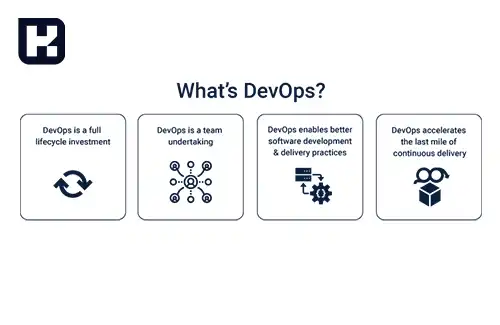 What's DevOps?
DevOps is a full
lifecycle investment
DevOps is a team
undertaking
DevOps enables better
software development
& delivery practices
DevOps accelerates
the last mile of
continuous delivery